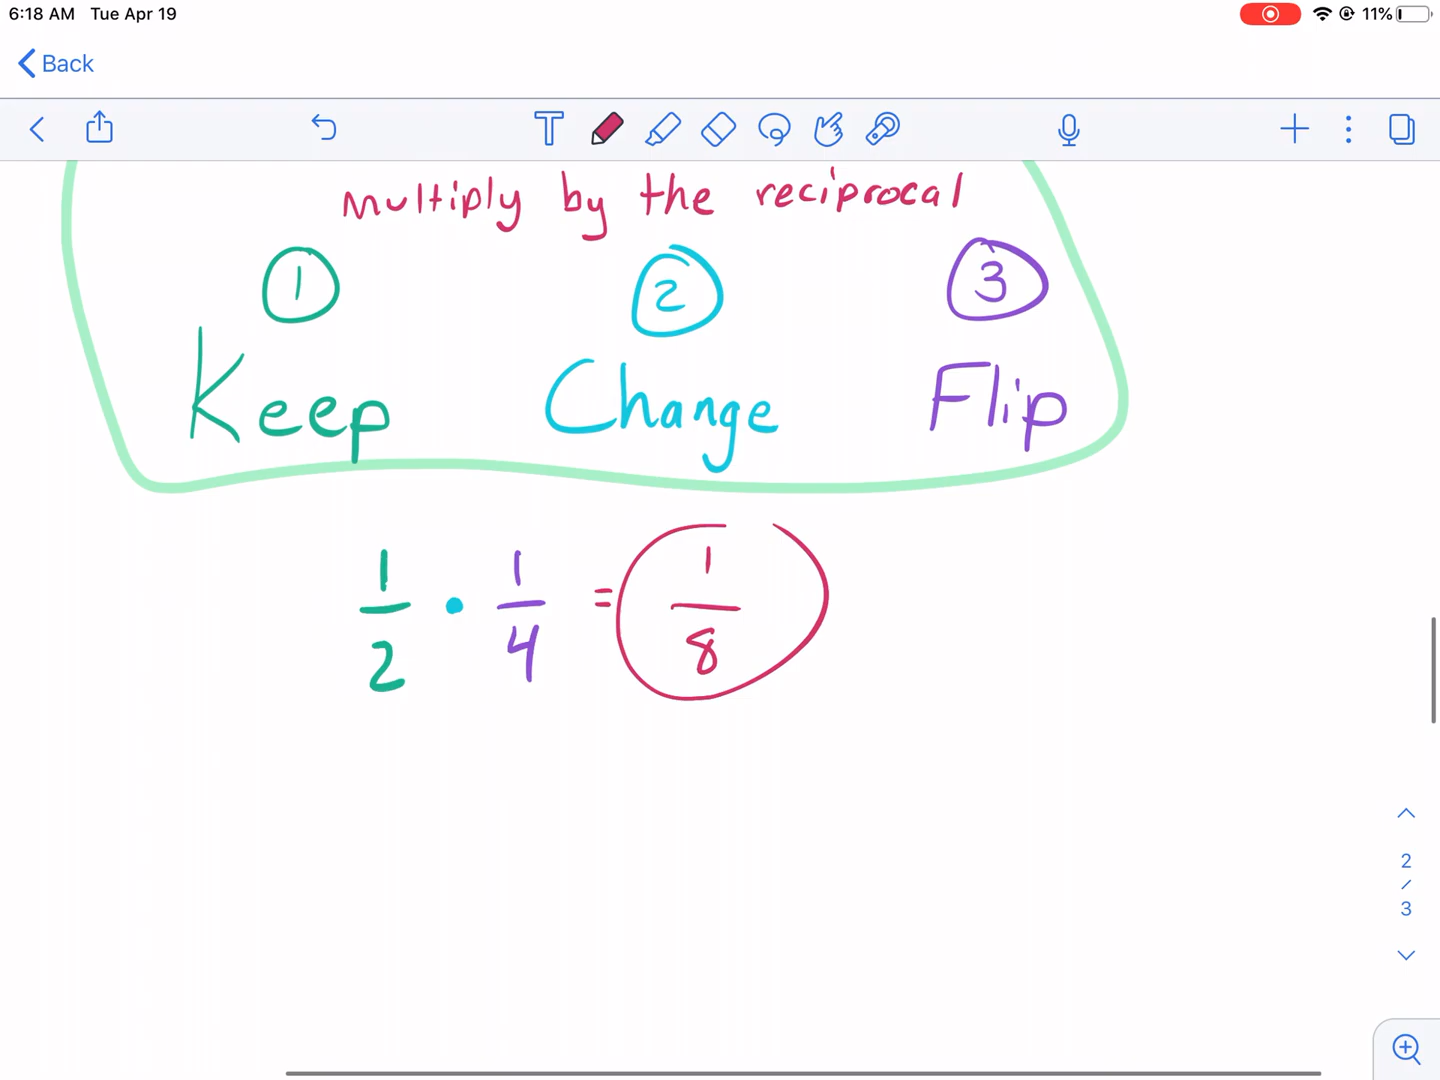 6:18 AM Tue Apr 19
11%
Back
T
multiply by the reciprocal
1 2 3
Keep Change Flip
1/2 · 1/4 = 1/8
2
/
3